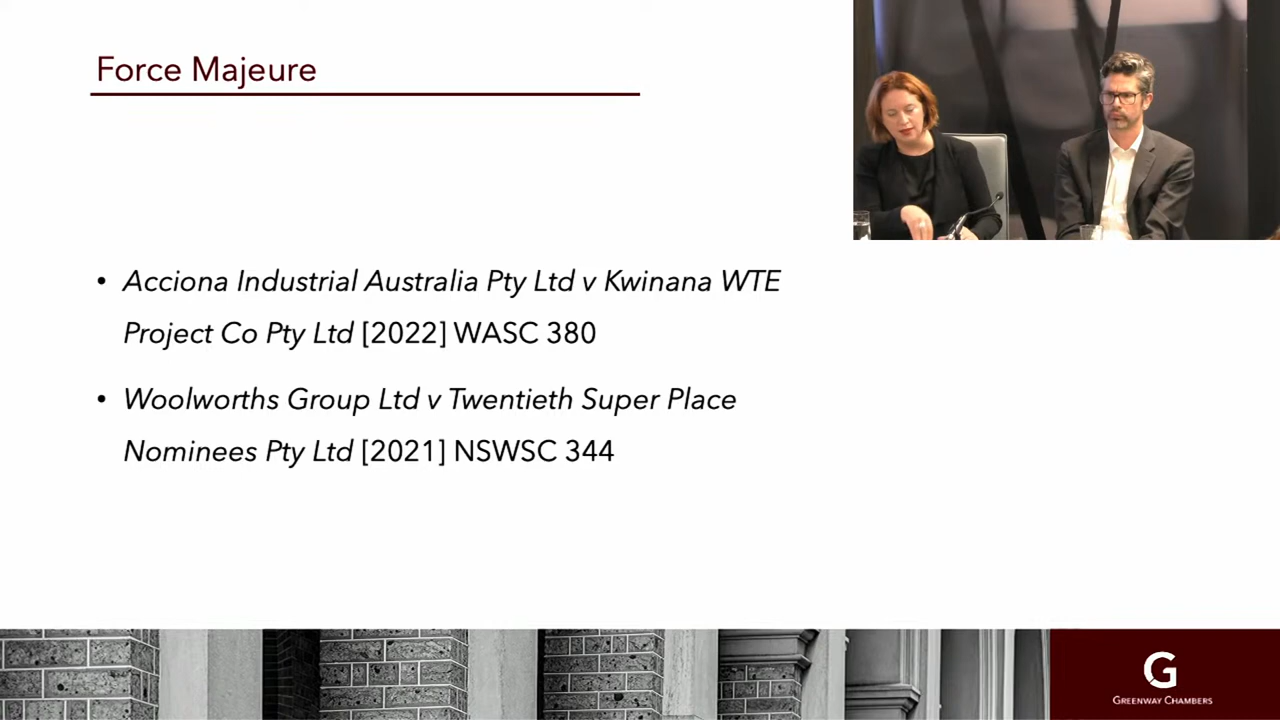 Force Majeure
• Acciona Industrial Australia Pty Ltd v Kwinana WTE
Project Co Pty Ltd [2022] WASC 380
• Woolworths Group Ltd v Twentieth Super Place
Nominees Pty Ltd [2021] NSWSC 344
G
GREENWAY CHAMBERS